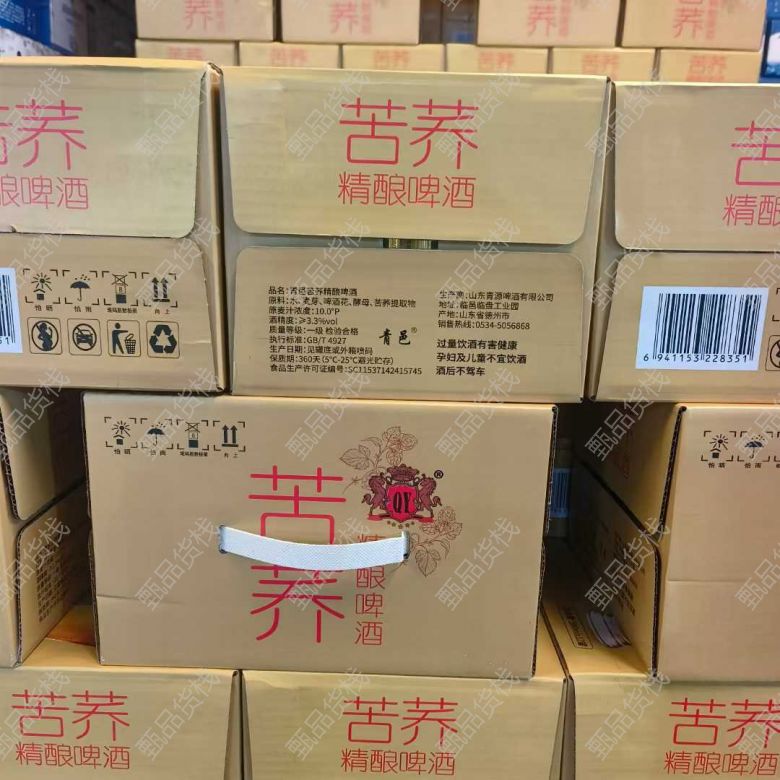 苦荞
苦荞
苦荞
精酿啤酒
精酿啤酒
精酿啤酒
品名:青邑苦荞精酿啤酒
原料:水、麦芽、啤酒花、酵母、苦荞提取物
原麦汁浓度:10.0°P
酒精度:≥3.3%vol
质量等级:一级 检验合格
执行标准:GB/T 4927
生产日期:见罐底或外箱喷码
保质期:360天(5℃-25℃避光贮存)
食品生产许可证编号:SC11537142415745
青邑
生产商:山东青源啤酒有限公司
地址:临邑临盘工业园
产地:山东省德州市
销售热线:0534-5056868
过量饮酒有害健康
孕妇及儿童不宜饮酒
酒后不驾车
怕晒
怕雨
堆码层数极限
向上
6 941153 228351
怕晒
怕雨
堆码层数极限
向上
QY
®
苦荞
精酿啤酒
怕晒
怕雨
苦荞
精酿啤酒
苦荞
精酿啤酒
苦荞
精酿啤酒
甄品货栈